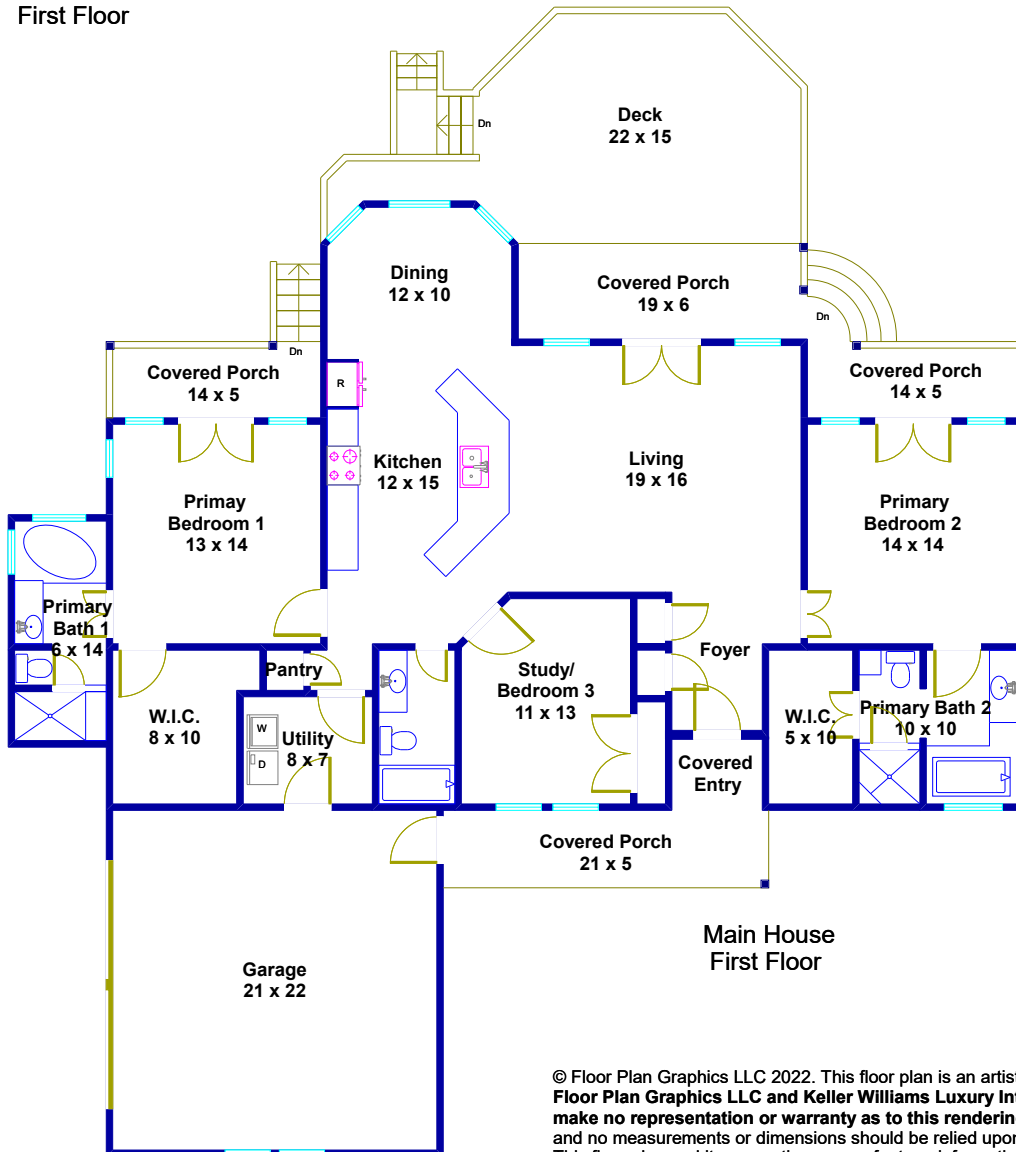 First Floor
Deck
22 x 15
Dn
Dining
12 x 10
Covered Porch
19 x 6
Dn
Dn
Covered Porch
14 x 5
Covered Porch
14 x 5
R
Kitchen
12 x 15
Living
19 x 16
Primay
Bedroom 1
13 x 14
Primary
Bedroom 2
14 x 14
Primary
Bath 1
6 x 14
Pantry
Foyer
Study/
Bedroom 3
11 x 13
W.I.C.
8 x 10
W
D
Utility
8 x 7
W.I.C.
5 x 10
Primary Bath 2
10 x 10
Covered
Entry
Covered Porch
21 x 5
Main House
First Floor
Garage
21 x 22
© Floor Plan Graphics LLC 2022. This floor plan is an artist
Floor Plan Graphics LLC and Keller Williams Luxury Int
make no representation or warranty as to this rendering
and no measurements or dimensions should be relied upon